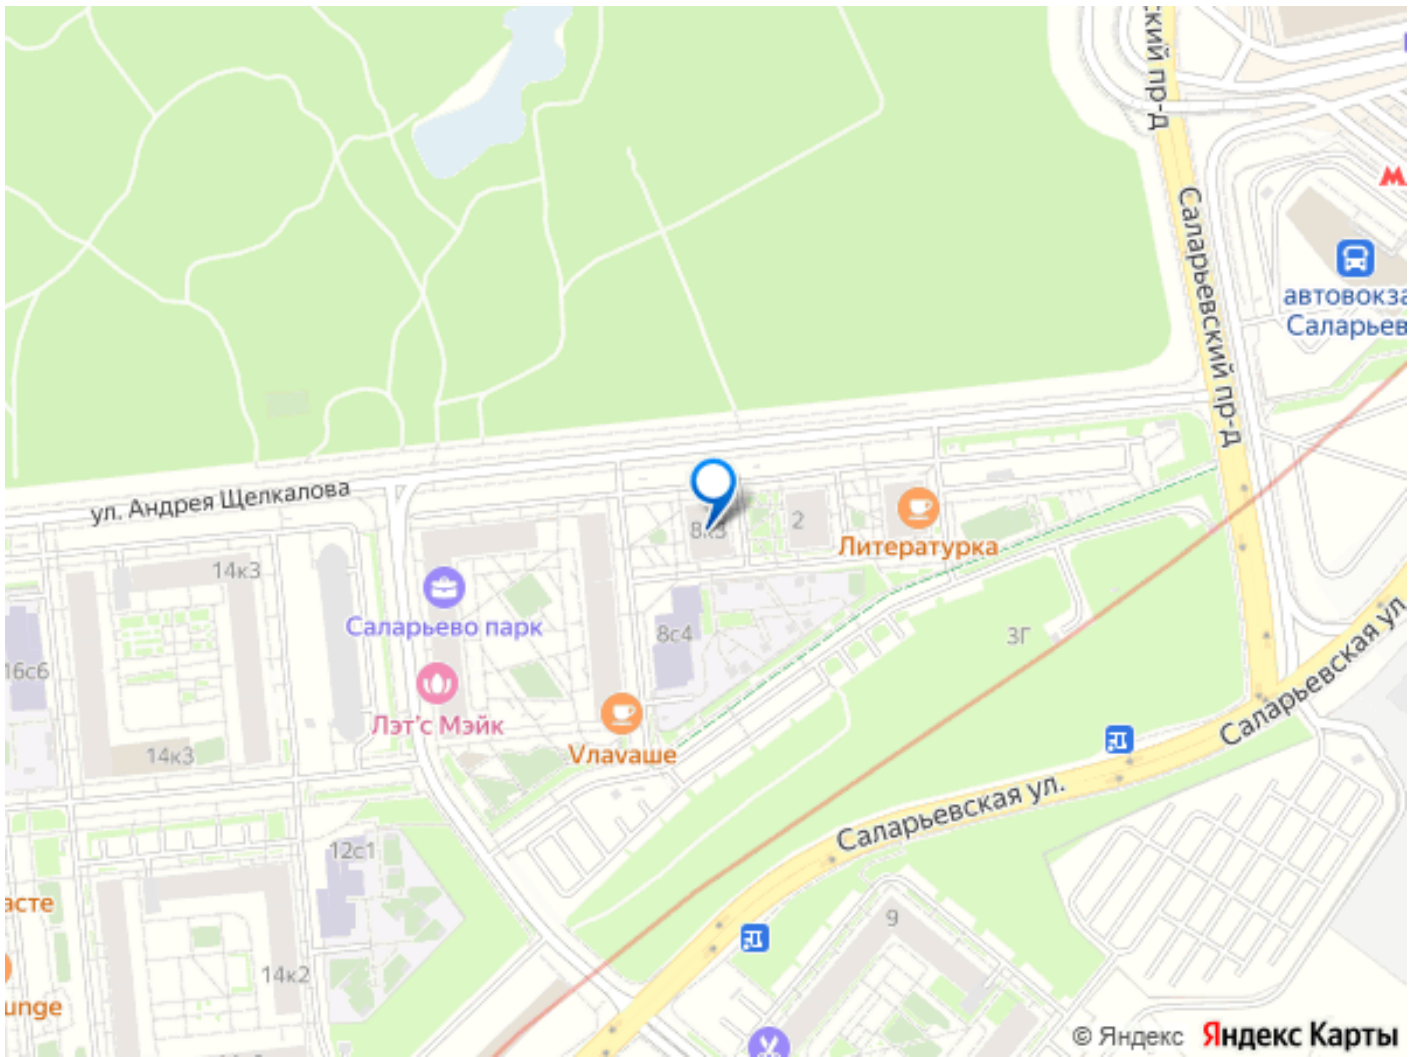 ский пр-д
М
Саларьевский пр-д
автовокза
Саларьев
ул. Андрея Щелкалова
8к3
2
Литературка
14к3
Саларьево парк
8с4
3Г
16с6
Лэт'с Мэйк
Vлаvаше
14к3
Саларьевская ул.
Саларьевская ул.
12с1
асте
9
14к2
unge
© Яндекс Яндекс Карты